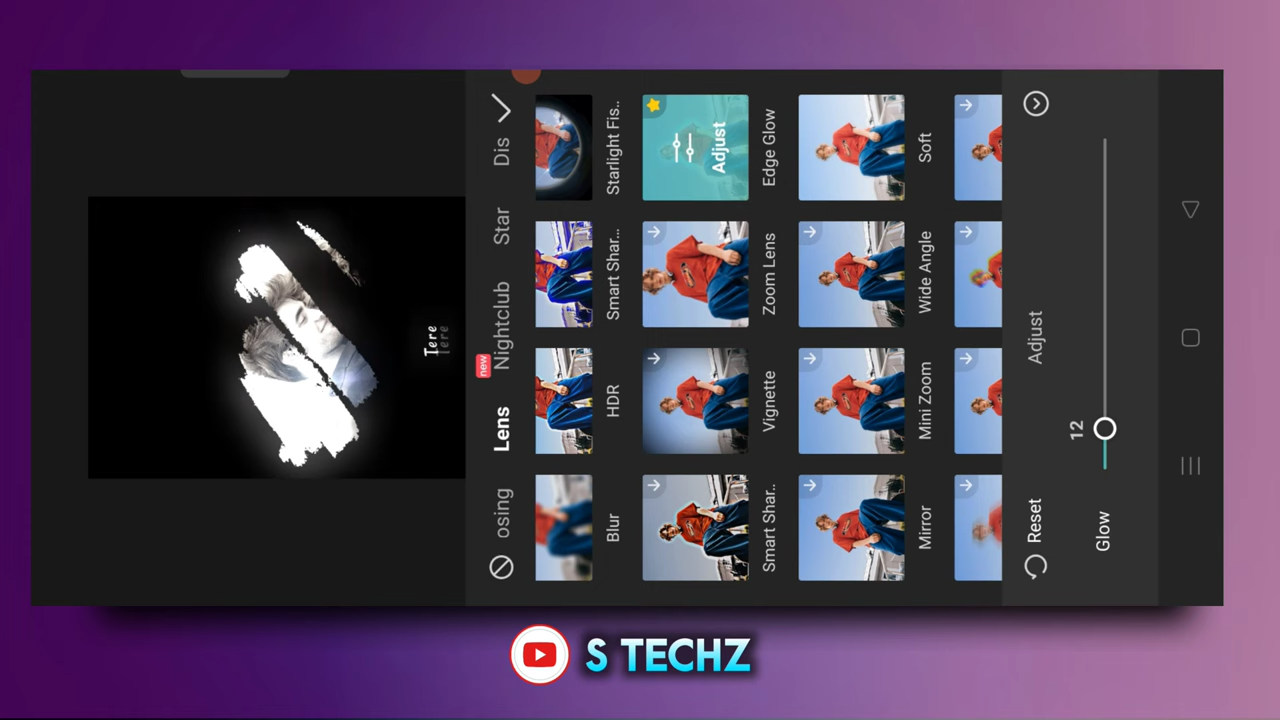 Tere
Tere
osing
Lens
new
Nightclub
Star
Dis
Blur
HDR
Smart Shar...
Starlight Fis..
Smart Shar..
Vignette
Zoom Lens
Adjust
Edge Glow
Mirror
Mini Zoom
Wide Angle
Soft
Reset
Adjust
Glow
12
S TECHZ